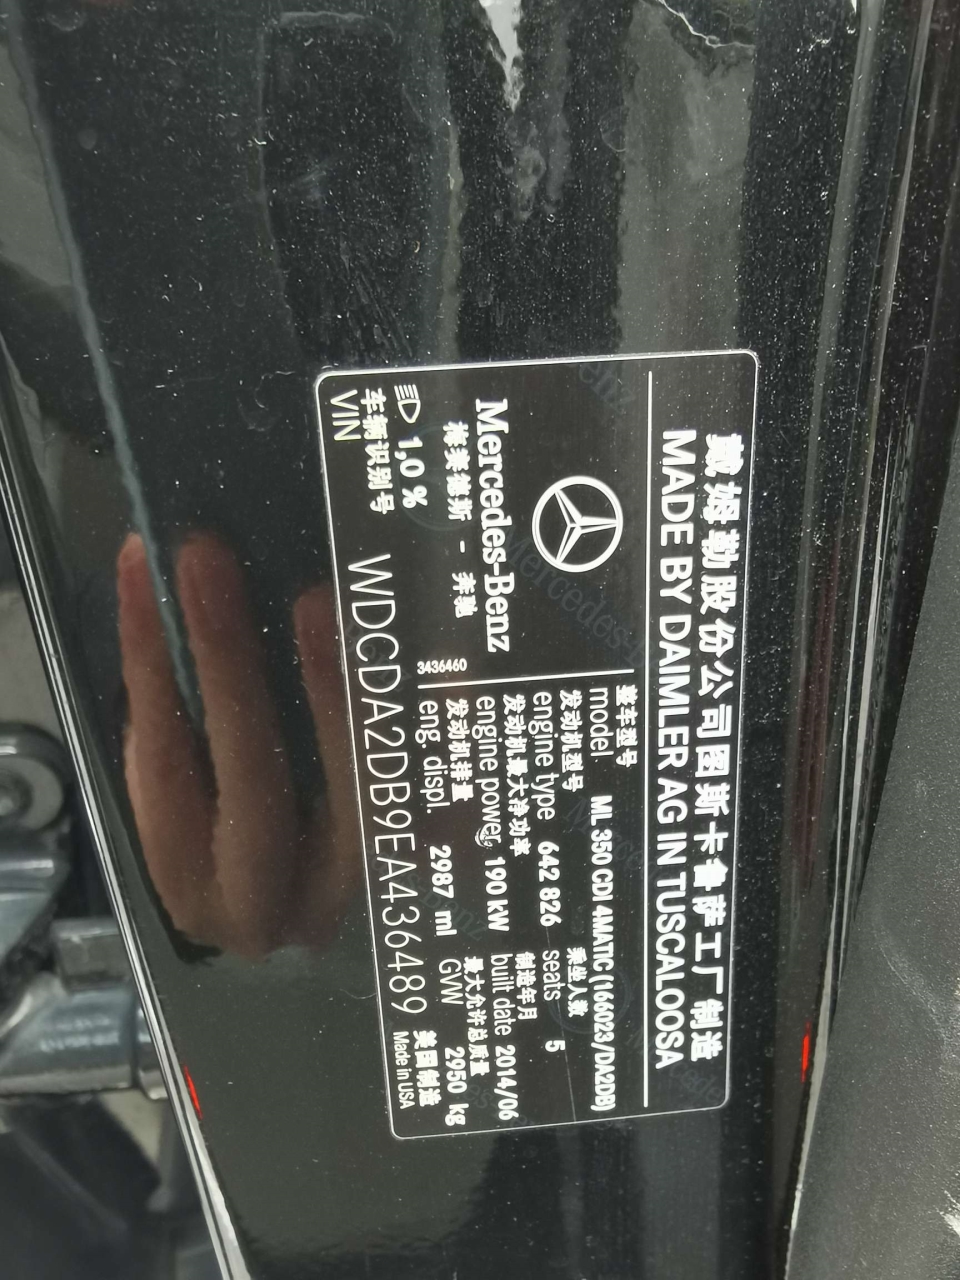 戴姆勒股份公司图斯卡鲁萨工厂制造
MADE BY DAIMLER AG IN TUSCALOOSA
Mercedes-Benz
梅赛德斯 - 奔驰
3436460
整车型号
model ML 350 CDI 4MATIC (166023/DA2DB)
发动机型号 乘坐人数
engine type 642 826 seats 5
发动机最大净功率 制造年月
engine power 190 kW built date 2014/06
发动机排量 最大允许总质量
eng. displ. 2987 ml GVW 2950 kg
1,0 %
车辆识别号 美国制造
VIN WDCDA2DB9EA436489 Made in USA